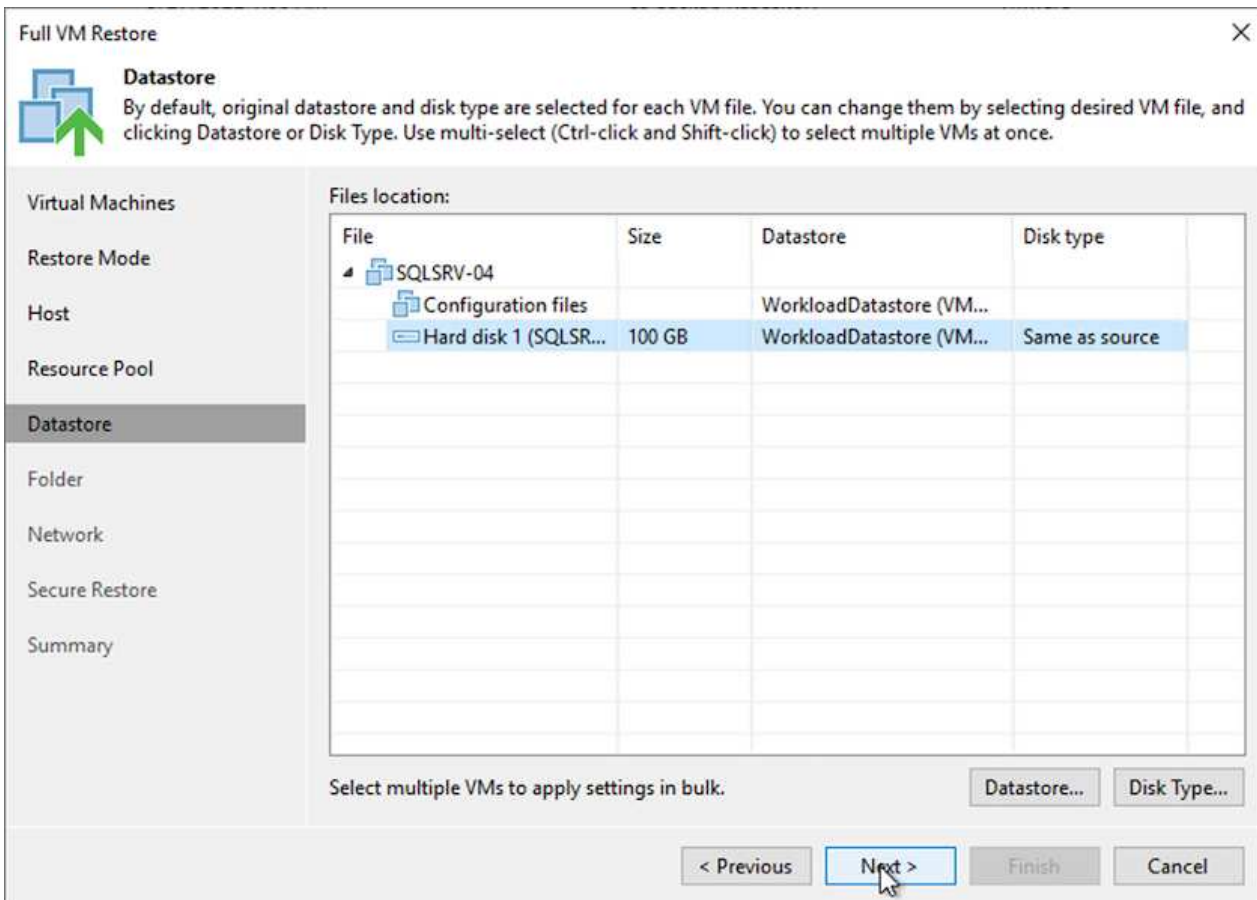 Full VM Restore
Datastore
By default, original datastore and disk type are selected for each VM file. You can change them by selecting desired VM file, and
clicking Datastore or Disk Type. Use multi-select (Ctrl-click and Shift-click) to select multiple VMs at once.
Virtual Machines
Restore Mode
Host
Resource Pool
Datastore
Folder
Network
Secure Restore
Summary
Files location:
File Size Datastore Disk type
SQLSRV-04
Configuration files WorkloadDatastore (VM...
Hard disk 1 (SQLSR... 100 GB WorkloadDatastore (VM... Same as source
Select multiple VMs to apply settings in bulk.
Datastore... Disk Type...
< Previous Next > Finish Cancel